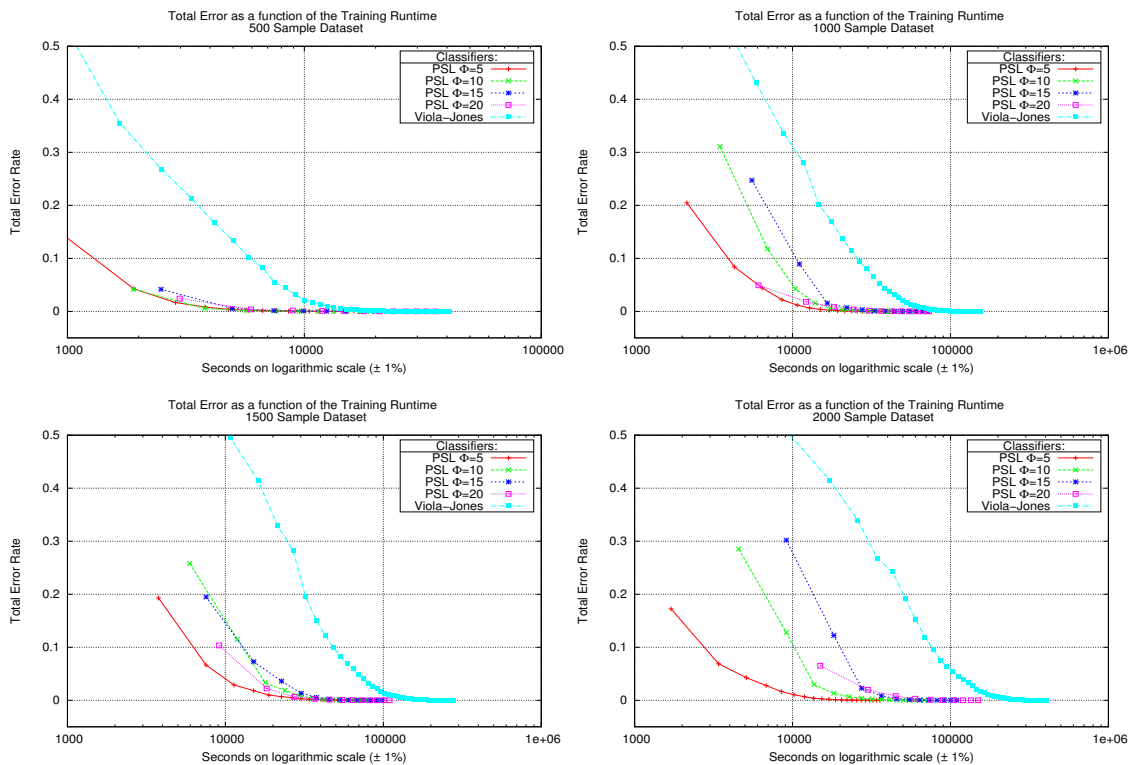 Total Error as a function of the Training Runtime
500 Sample Dataset
Total Error Rate
0.5
0.4
0.3
0.2
0.1
0
Classifiers:
PSL Φ=5
PSL Φ=10
PSL Φ=15
PSL Φ=20
Viola−Jones
1000
10000
100000
Seconds on logarithmic scale (± 1%)
Total Error as a function of the Training Runtime
1000 Sample Dataset
Total Error Rate
0.5
0.4
0.3
0.2
0.1
0
Classifiers:
PSL Φ=5
PSL Φ=10
PSL Φ=15
PSL Φ=20
Viola−Jones
1000
10000
100000
1e+06
Seconds on logarithmic scale (± 1%)
Total Error as a function of the Training Runtime
1500 Sample Dataset
Total Error Rate
0.5
0.4
0.3
0.2
0.1
0
Classifiers:
PSL Φ=5
PSL Φ=10
PSL Φ=15
PSL Φ=20
Viola−Jones
1000
10000
100000
1e+06
Seconds on logarithmic scale (± 1%)
Total Error as a function of the Training Runtime
2000 Sample Dataset
Total Error Rate
0.5
0.4
0.3
0.2
0.1
0
Classifiers:
PSL Φ=5
PSL Φ=10
PSL Φ=15
PSL Φ=20
Viola−Jones
1000
10000
100000
1e+06
Seconds on logarithmic scale (± 1%)